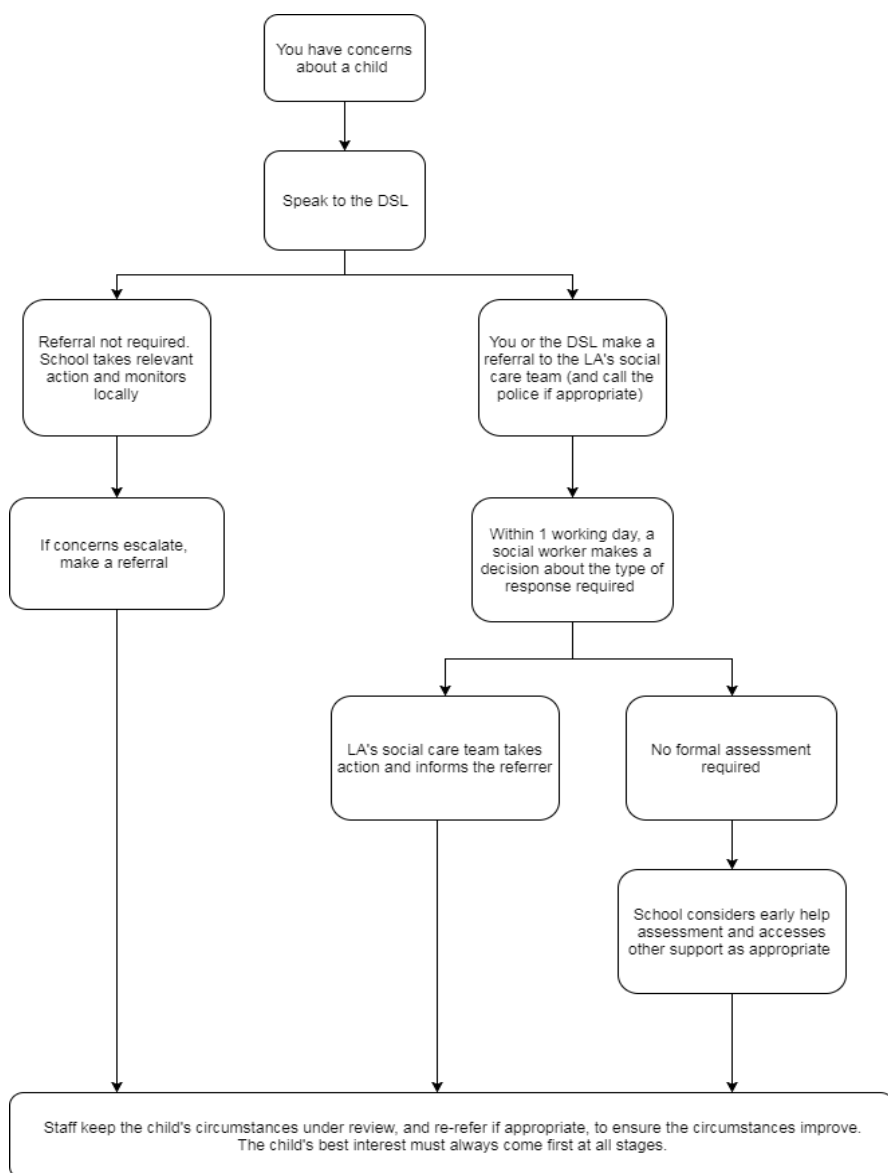 You have concerns
about a child
Speak to the DSL
Referral not required.
School takes relevant
action and monitors
locally
You or the DSL make a
referral to the LA's social
care team (and call the
police if appropriate)
If concerns escalate,
make a referral
Within 1 working day, a
social worker makes a
decision about the type of
response required
LA's social care team takes
action and informs the referrer
No formal assessment
required
School considers early help
assessment and accesses
other support as appropriate
Staff keep the child's circumstances under review, and re-refer if appropriate, to ensure the circumstances improve.
The child's best interest must always come first at all stages.